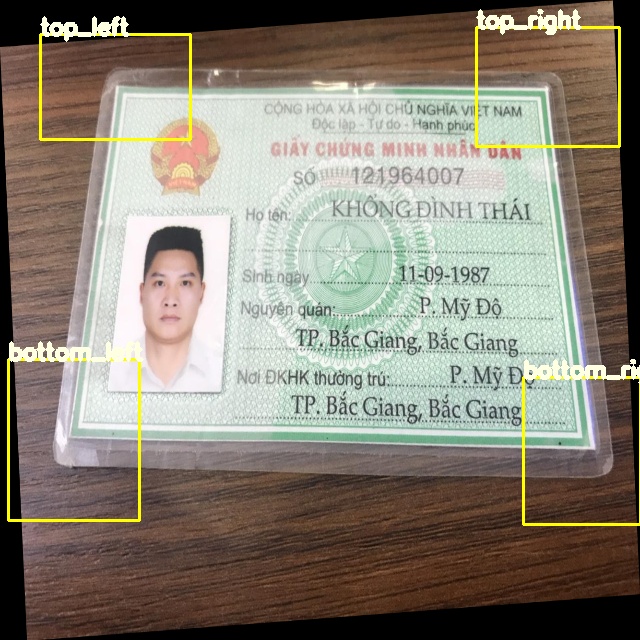 top_left
top_right
CỘNG HÒA XÃ HỘI CHỦ NGHĨA VIỆT NAM
Độc lập - Tự do - Hạnh phúc
GIẤY CHỨNG MINH NHÂN DÂN
SỐ 121964007
Họ tên: KHỔNG ĐÌNH THÁI
Sinh ngày 11-09-1987
Nguyên quán: P. Mỹ Độ
TP. Bắc Giang, Bắc Giang
bottom_left
bottom_ri
Nơi ĐKHK thường trú: P. Mỹ Độ
TP. Bắc Giang, Bắc Giang